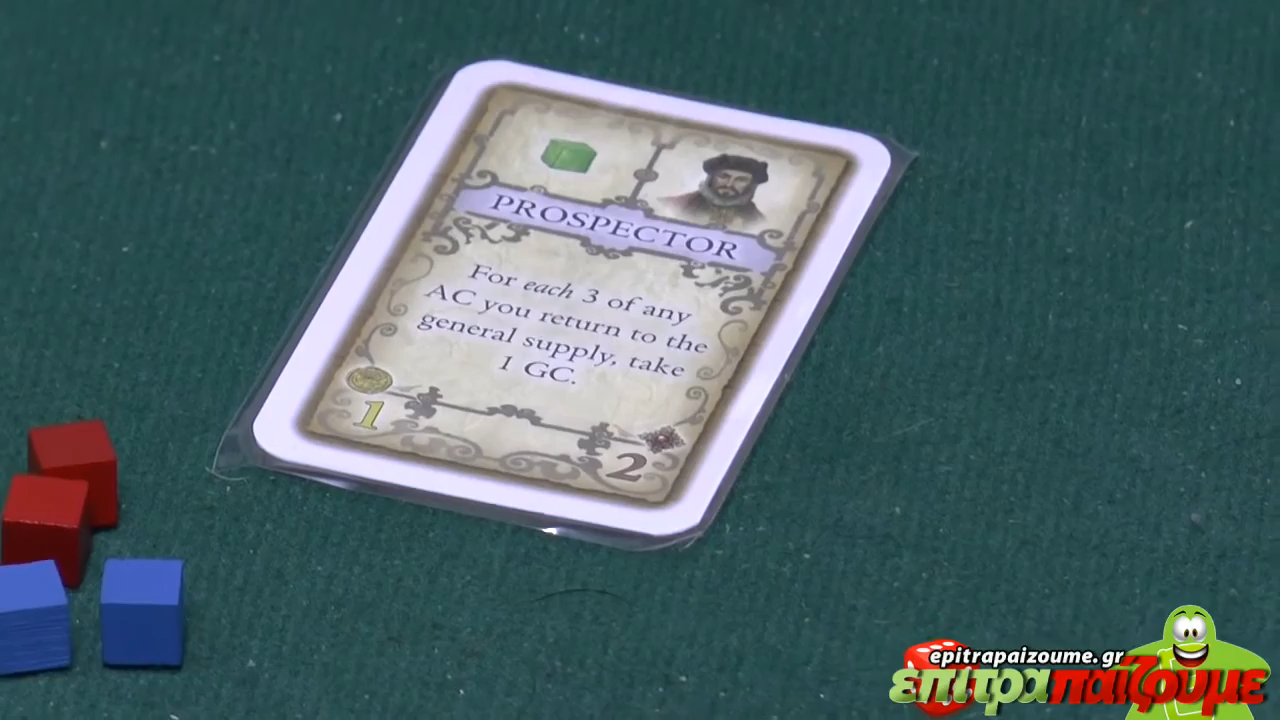 PROSPECTOR
For each 3 of any
AC you return to the
general supply, take
1 GC.
1
2
epitrapaizoume.gr
επιτραπαίζουμε